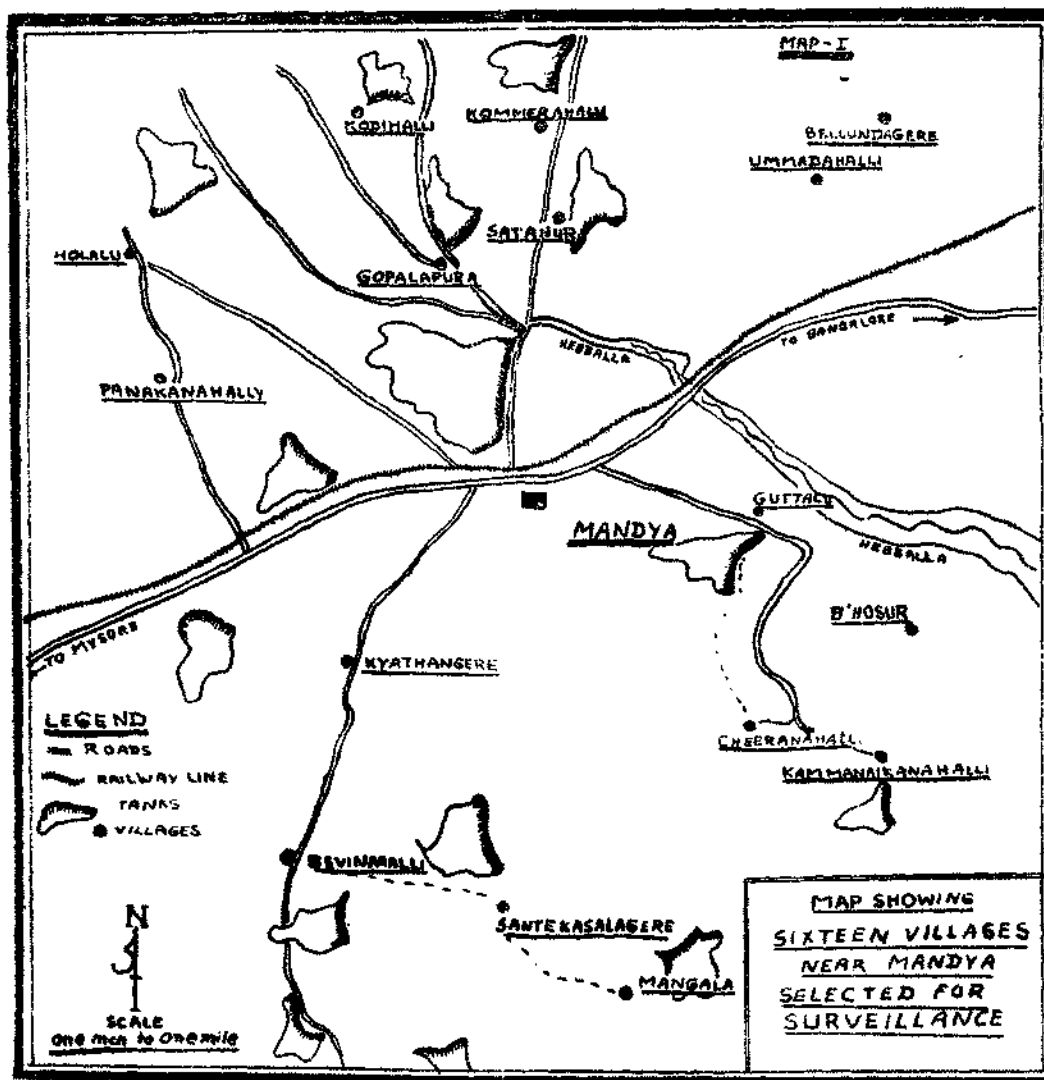 MAP-I
KODIHALLI
KOMMERAHALLI
BELLUNDAGERE
UMMADAHALLI
SATANUR
HOLALU
GOPALAPURA
HEBBALLA
TO BANGALORE
PANAKANAHALLY
GUTTALU
MANDYA
HEBBALLA
B'HOSUR
TO MYSORE
KYATHANGERE
LEGEND
ROADS
RAILWAY LINE
TANKS
VILLAGES
CHEERANAHALLI
KAMMANAIKANAHALLI
BEVINAHALLI
SANTEKASALAGERE
MANGALA
N
SCALE
one inch to one mile
MAP SHOWING
SIXTEEN VILLAGES
NEAR MANDYA
SELECTED FOR
SURVEILLANCE